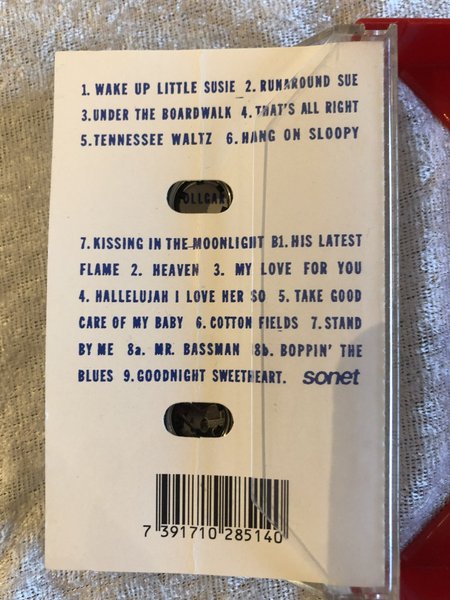 1. WAKE UP LITTLE SUSIE 2. RUNAROUND SUE
3.UNDER THE BOARDWALK 4. THAT'S ALL RIGHT
5.TENNESSEE WALTZ 6.HANG ON SLOOPY
7.KISSING IN THE MOONLIGHT B1. HIS LATEST
FLAME 2. HEAVEN 3. MY LOVE FOR YOU
4. HALLELUJAH I LOVE HER SO 5. TAKE GOOD
CARE OF MY BABY 6. COTTON FIELDS 7. STAND
BY ME 8a. MR. BASSMAN 8b. BOPPIN' THE
BLUES 9.GOODNIGHT SWEETHEART. sonet
7 391710 285140